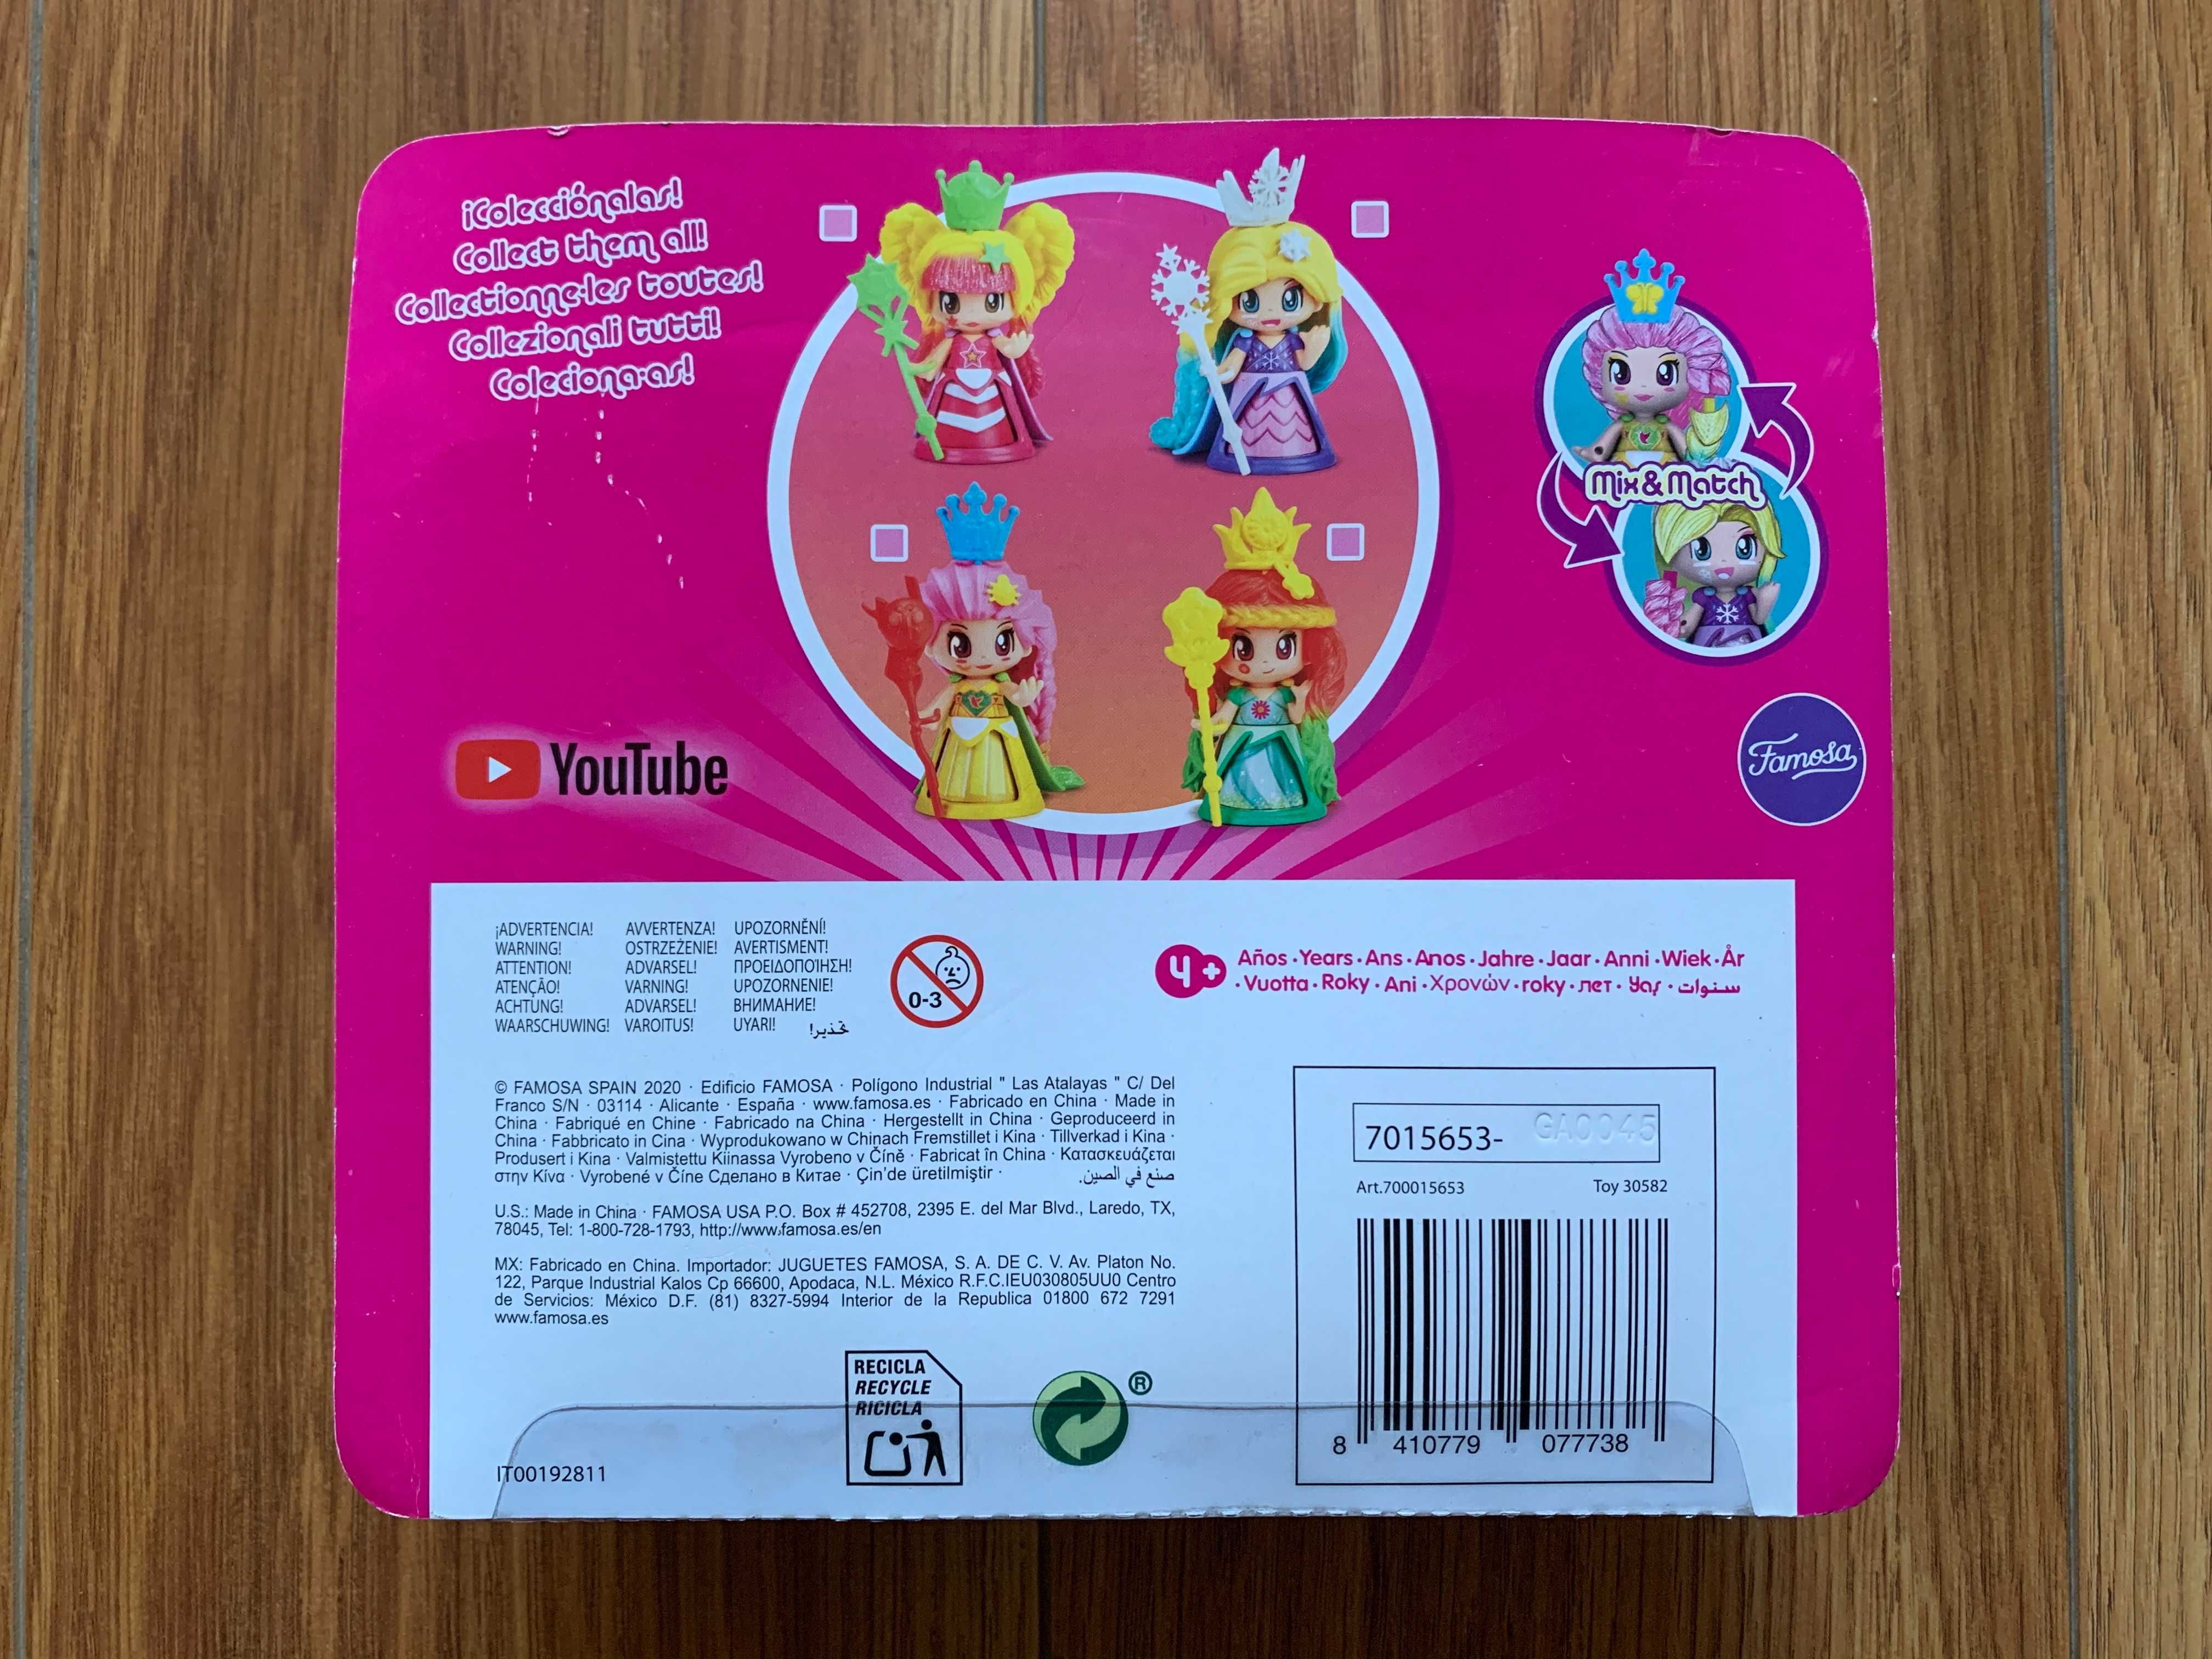 ¡Colecciónalas!
Collect them all!
Collectionne-les toutes!
Collezionali tutti!
Coleciona-as!
Mix & Match
YouTube
Famosa
¡ADVERTENCIA!
WARNING!
ATTENTION!
ATENÇÃO!
ACHTUNG!
WAARSCHUWING!
AVVERTENZA!
OSTRZEŻENIE!
ADVARSEL!
VARNING!
ADVARSEL!
VAROITUS!
UPOZORNĚNÍ!
AVERTISMENT!
ΠΡΟΕΙΔΟΠΟΊΗΣΗ!
UPOZORNENIE!
ВНИМАНИЕ!
UYARI! تحذير!
0-3
4+
Años · Years · Ans · Anos · Jahre · Jaar · Anni · Wiek · År
· Vuotta · Roky · Ani · Χρονών · roky · лет · Yaş · سنوات
© FAMOSA SPAIN 2020 · Edificio FAMOSA · Polígono Industrial " Las Atalayas " C/ Del
Franco S/N · 03114 · Alicante · España · www.famosa.es · Fabricado en China · Made in
China · Fabriqué en Chine · Fabricado na China · Hergestellt in China · Geproduceerd in
China · Fabbricato in Cina · Wyprodukowano w Chinach Fremstillet i Kina · Tillverkad i Kina ·
Produsert i Kina · Valmistettu Kiinassa Vyrobeno v Číně · Fabricat în China · Κατασκευάζεται
στην Κίνα · Vyrobené v Číne Сделано в Китае · Çin'de üretilmiştir · صنع في الصين.
U.S.: Made in China · FAMOSA USA P.O. Box # 452708, 2395 E. del Mar Blvd., Laredo, TX,
78045, Tel: 1-800-728-1793, http://www.famosa.es/en
MX: Fabricado en China. Importador: JUGUETES FAMOSA, S. A. DE C. V. Av. Platon No.
122, Parque Industrial Kalos Cp 66600, Apodaca, N.L. México R.F.C.IEU030805UU0 Centro
de Servicios: México D.F. (81) 8327-5994 Interior de la Republica 01800 672 7291
www.famosa.es
7015653- GA0045
Art.700015653 Toy 30582
8 410779 077738
RECICLA
RECYCLE
RICICLA
®
IT00192811